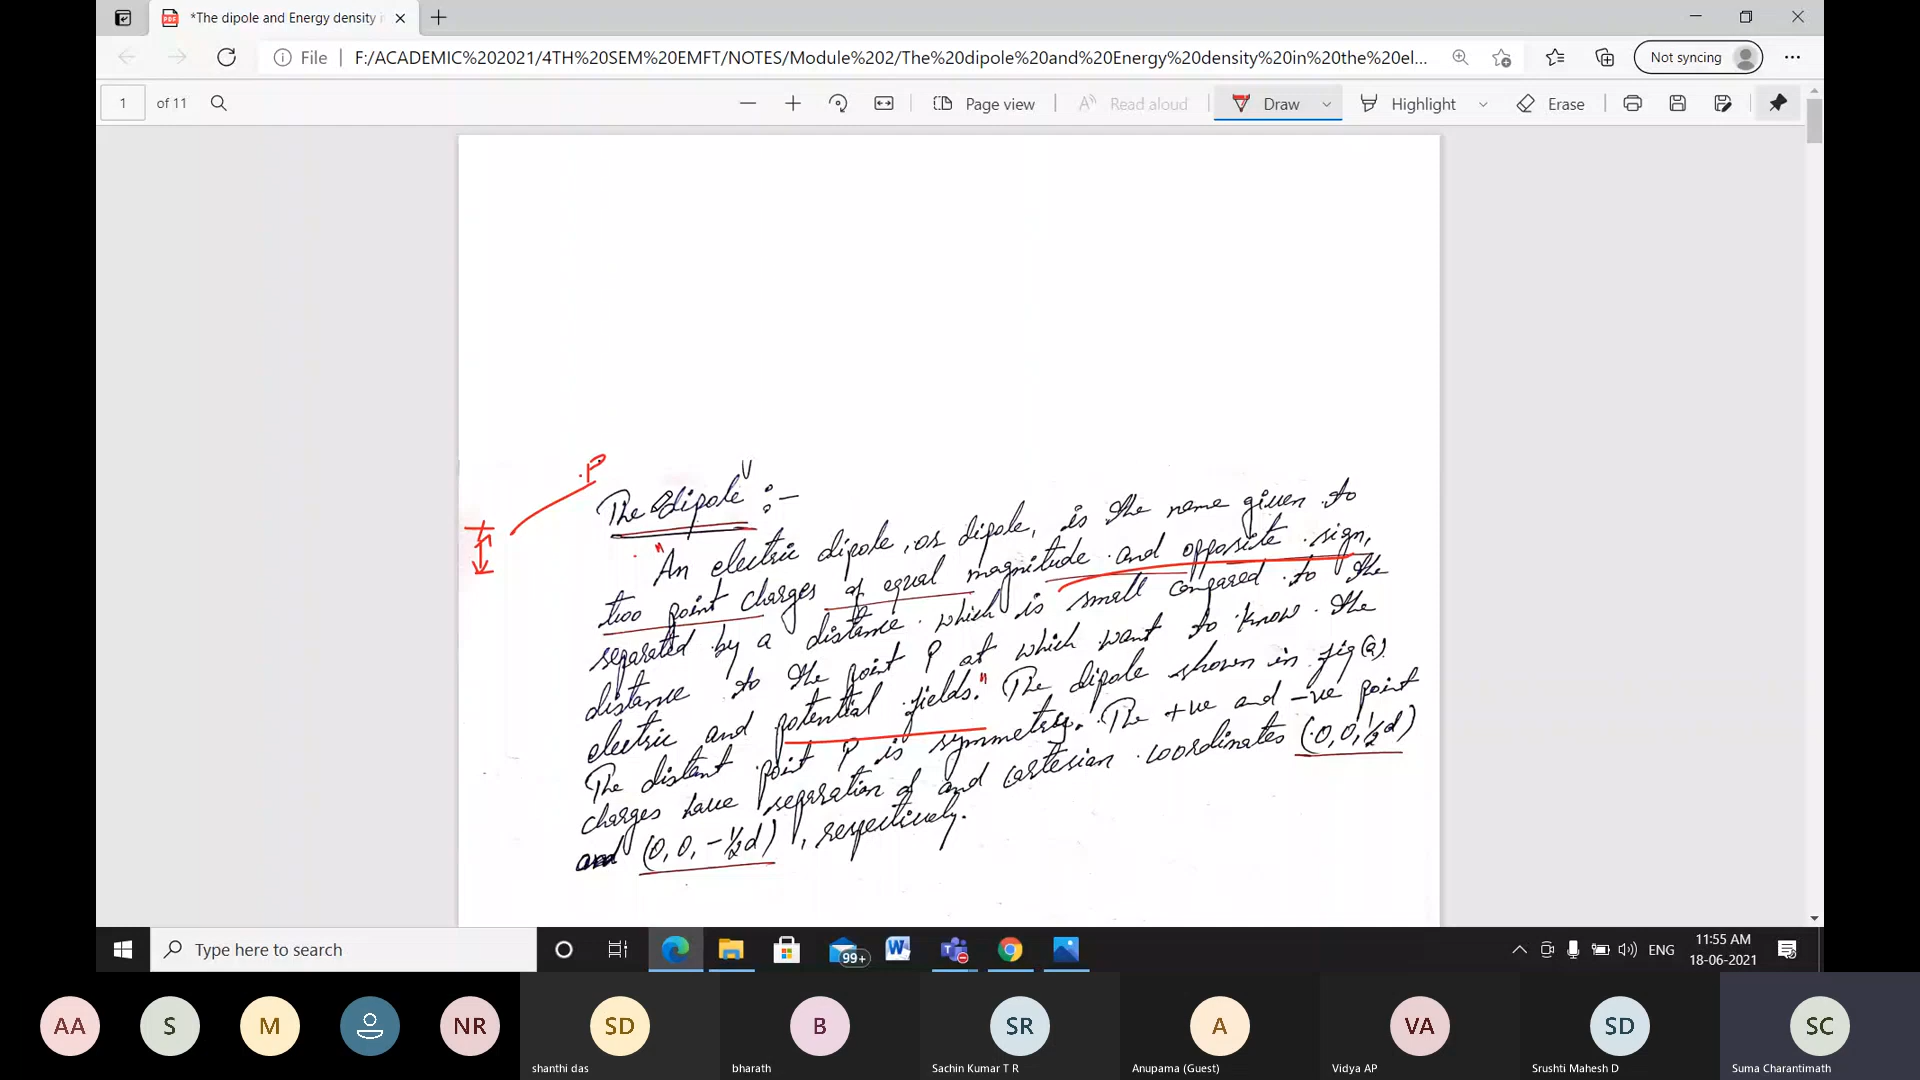 *The dipole and Energy density i
File F:/ACADEMIC%202021/4TH%20SEM%20EMFT/NOTES/Module%202/The%20dipole%20and%20Energy%20density%20in%20the%20el... Not syncing
1 of 11 Page view Read aloud Draw Highlight Erase
.P
The dipole :-
"An electric dipole, or dipole, is the name given to
two point charges of equal magnitude and opposite sign,
separated by a distance which is small compared to the
distance to the point P at which want to know the
electric and potential fields." The dipole shown in fig(a).
The distant point P is symmetry. The +ve and -ve point
charges have separation d and cartesian coordinates (0,0,½d)
and (0, 0, -½d), respectively.
Type here to search
99+
ENG
11:55 AM
18-06-2021
AA S M NR SD B SR A VA SD SC
shanthi das bharath Sachin Kumar T R Anupama (Guest) Vidya AP Srushti Mahesh D Suma Charantimath